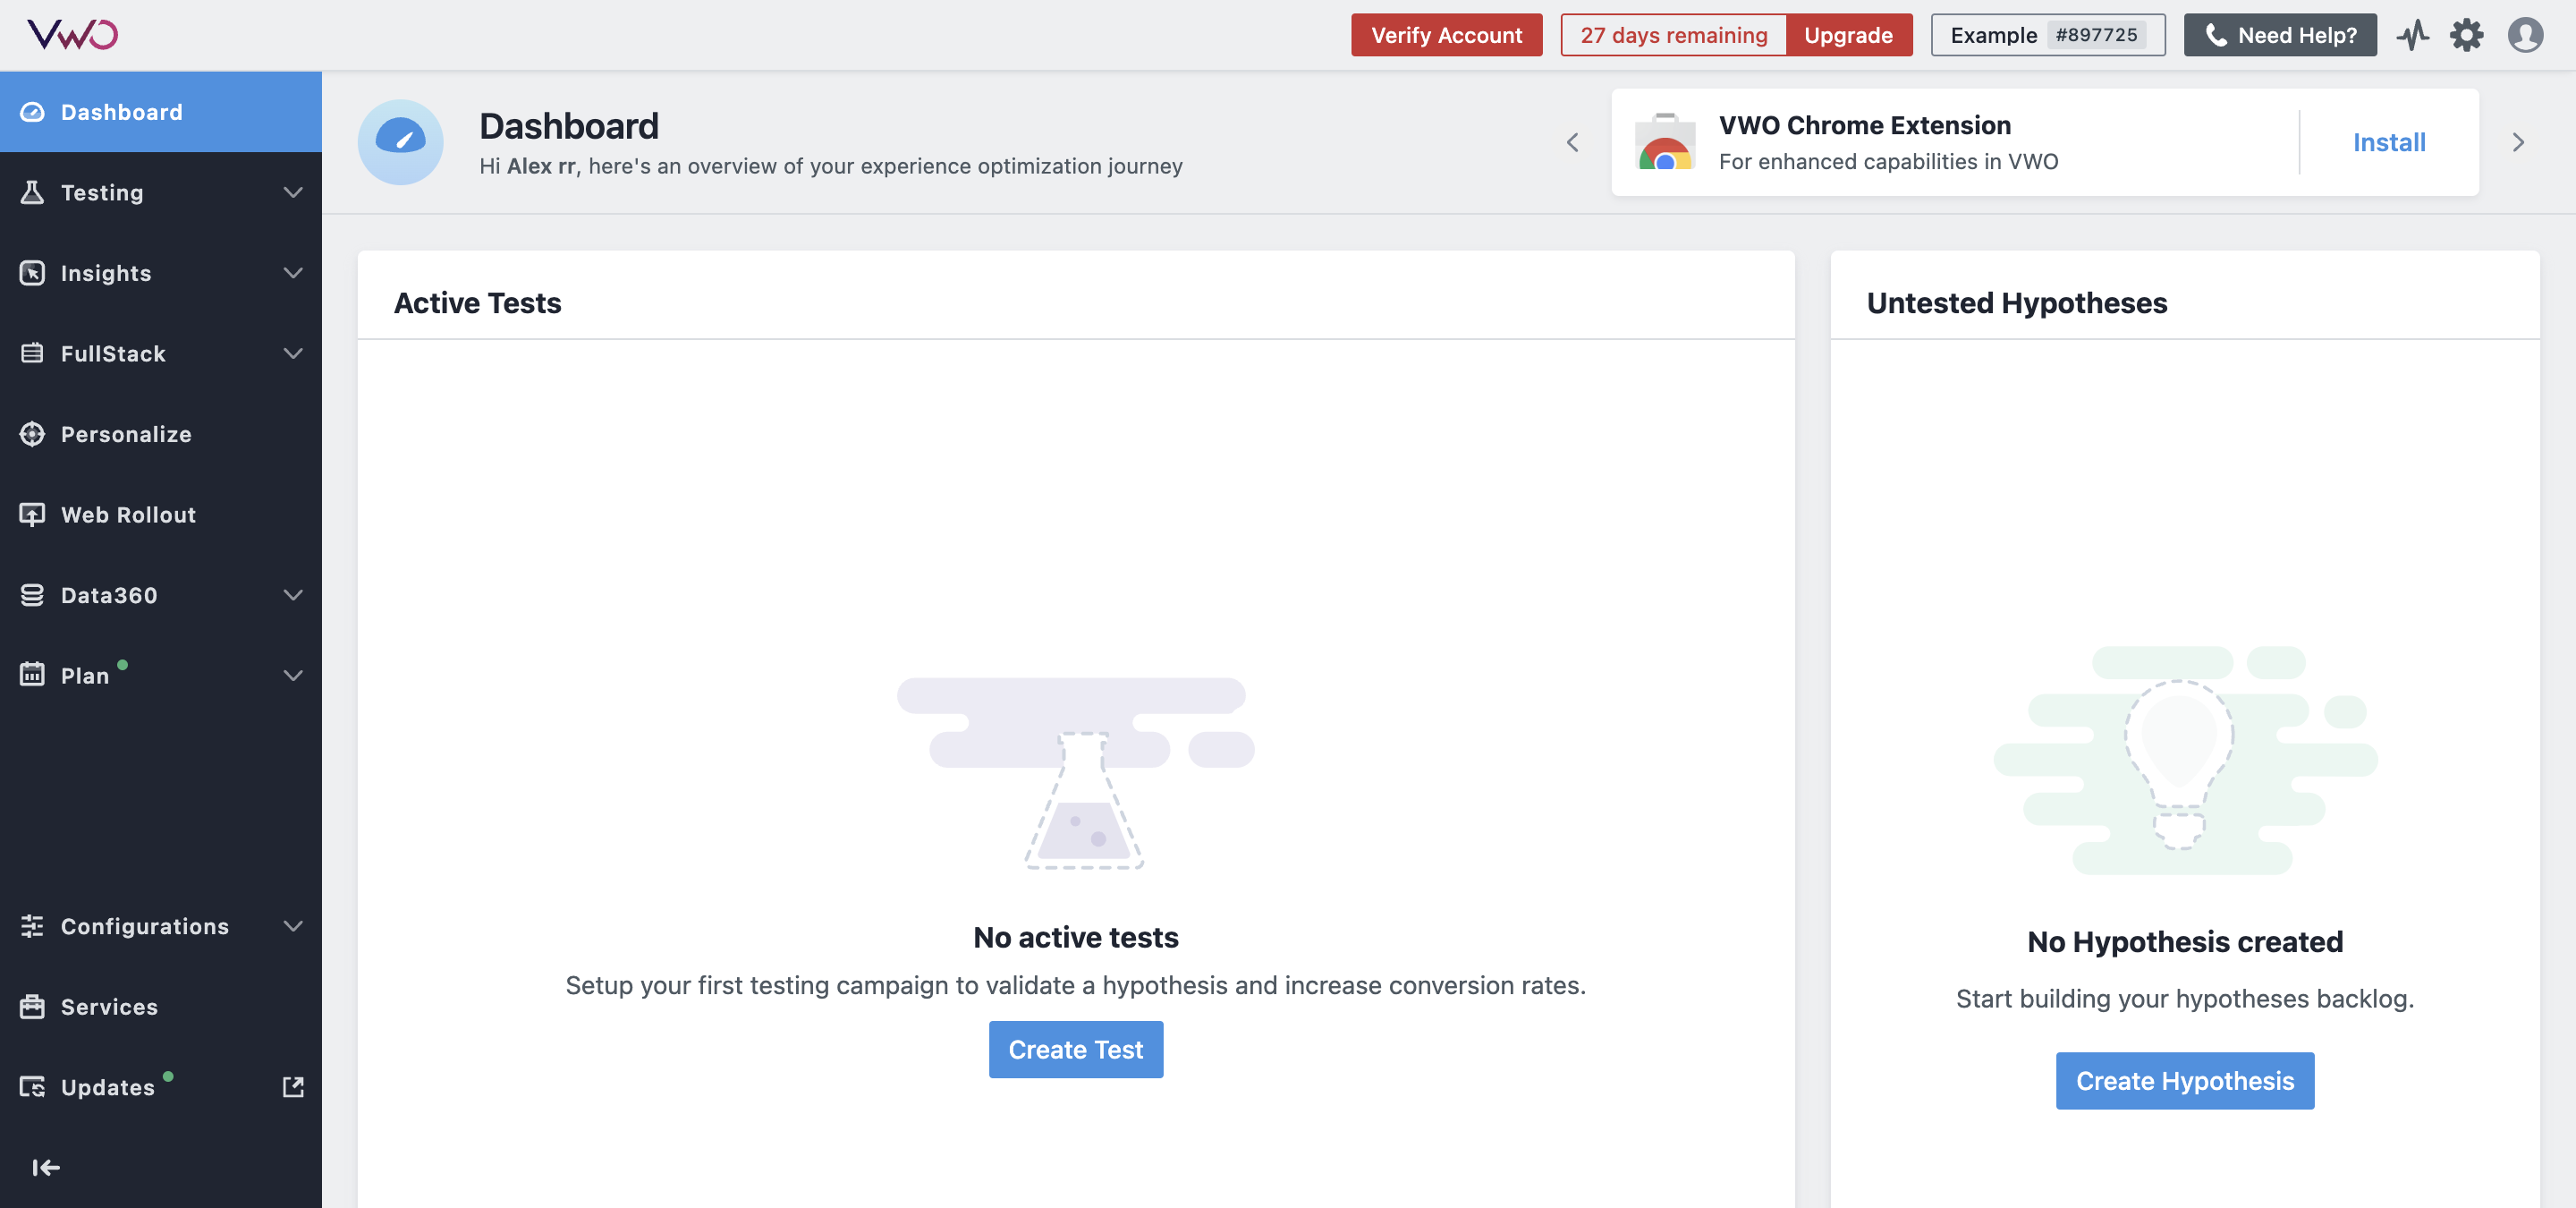 VWO
Verify Account
27 days remaining
Upgrade
Example #897725
Need Help?
Dashboard
Testing
Insights
FullStack
Personalize
Web Rollout
Data360
Plan
Configurations
Services
Updates
Dashboard
Hi Alex rr, here's an overview of your experience optimization journey
VWO Chrome Extension
For enhanced capabilities in VWO
Install
Active Tests
No active tests
Setup your first testing campaign to validate a hypothesis and increase conversion rates.
Create Test
Untested Hypotheses
No Hypothesis created
Start building your hypotheses backlog.
Create Hypothesis